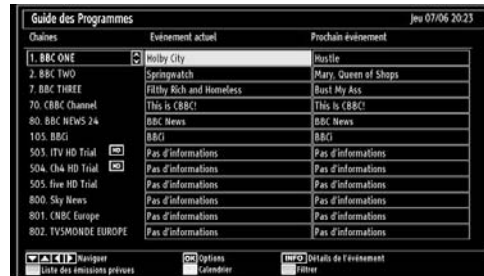 Guide des Programmes Jeu 07/06 20:23
Chaînes Evénement actuel Prochain événement
1. BBC ONE Holby City Hustle
2. BBC TWO Springwatch Mary, Queen of Shops
7. BBC THREE Filthy Rich and Homeless Bust My Ass
70. CBBC Channel This is CBBC! This Is CBBC!
80. BBC NEWS 24 BBC News BBC News
105. BBCi BBCi BBCi
503. ITV HD Trial HD Pas d'informations Pas d'informations
504. Ch4 HD Trial HD Pas d'informations Pas d'informations
505. five HD Trial Pas d'informations Pas d'informations
800. Sky News Pas d'informations Pas d'informations
801. CNBC Europe Pas d'informations Pas d'informations
802. TV5MONDE EUROPE Pas d'informations Pas d'informations
Naviguer OK Options INFO Détails de l'événement
Liste des émissions prévues Calendrier Filtrer